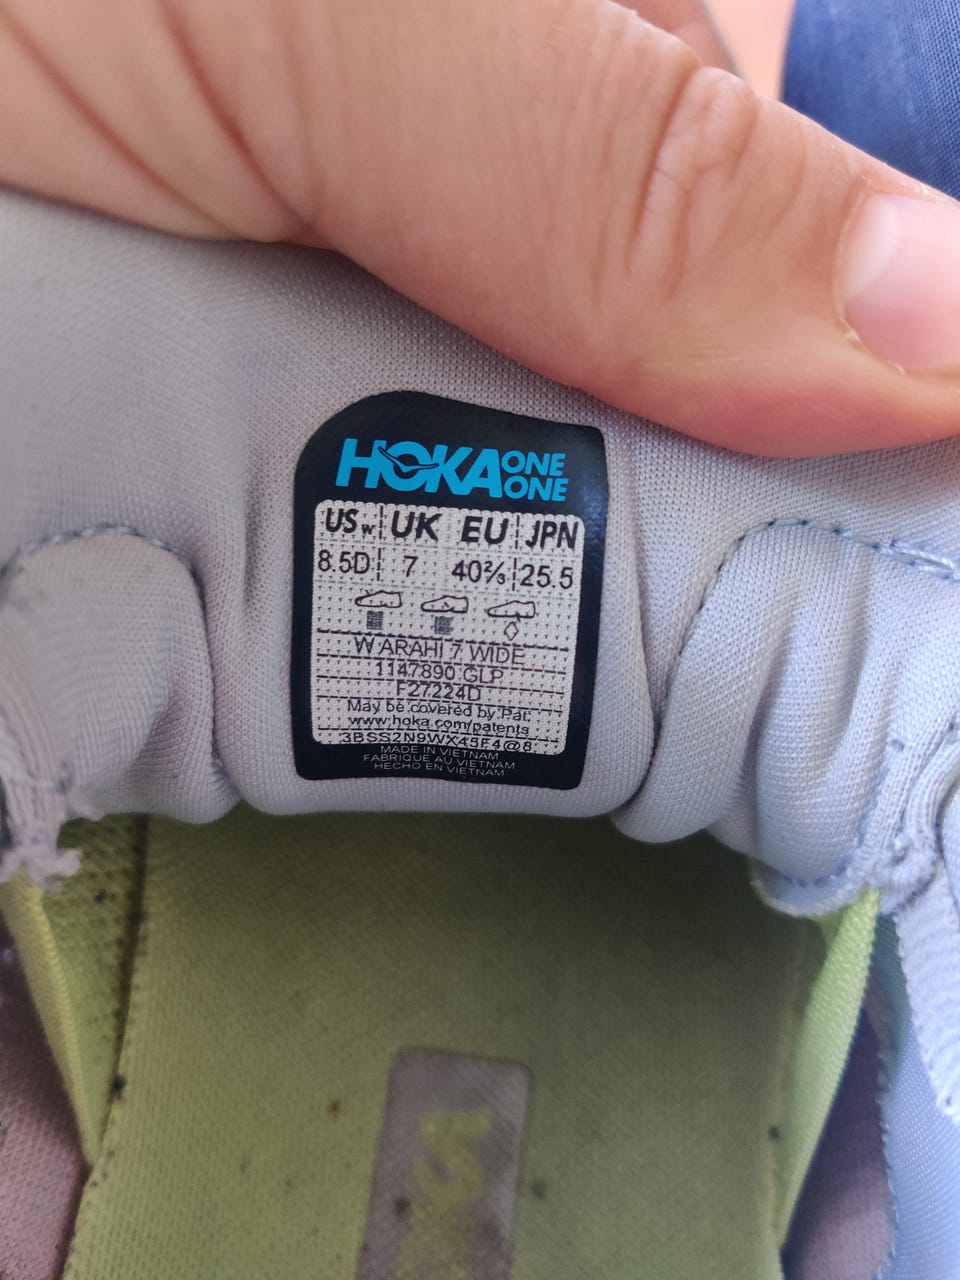 HOKA ONE ONE
USw UK EU JPN
8.5D 7 40⅔ 25.5
W ARAHI 7 WIDE
1147890 GLP
F27224D
May be covered by Pat.
www.hoka.com/patents
3BSS2N9WX45F4@8
MADE IN VIETNAM
FABRIQUE AU VIETNAM
HECHO EN VIETNAM